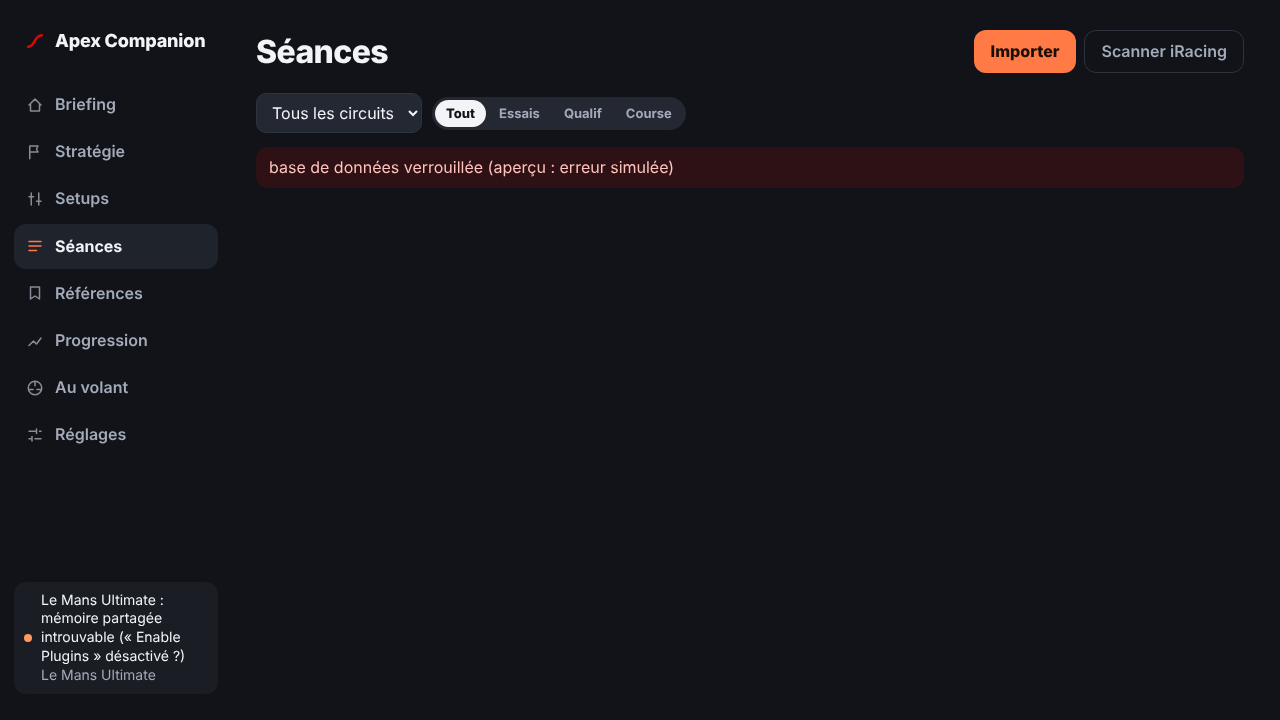 Apex Companion
Briefing
Stratégie
Setups
Séances
Références
Progression
Au volant
Réglages
Le Mans Ultimate :
mémoire partagée
introuvable (« Enable
Plugins » désactivé ?)
Le Mans Ultimate
Séances
Importer
Scanner iRacing
Tous les circuits
Tout
Essais
Qualif
Course
base de données verrouillée (aperçu : erreur simulée)